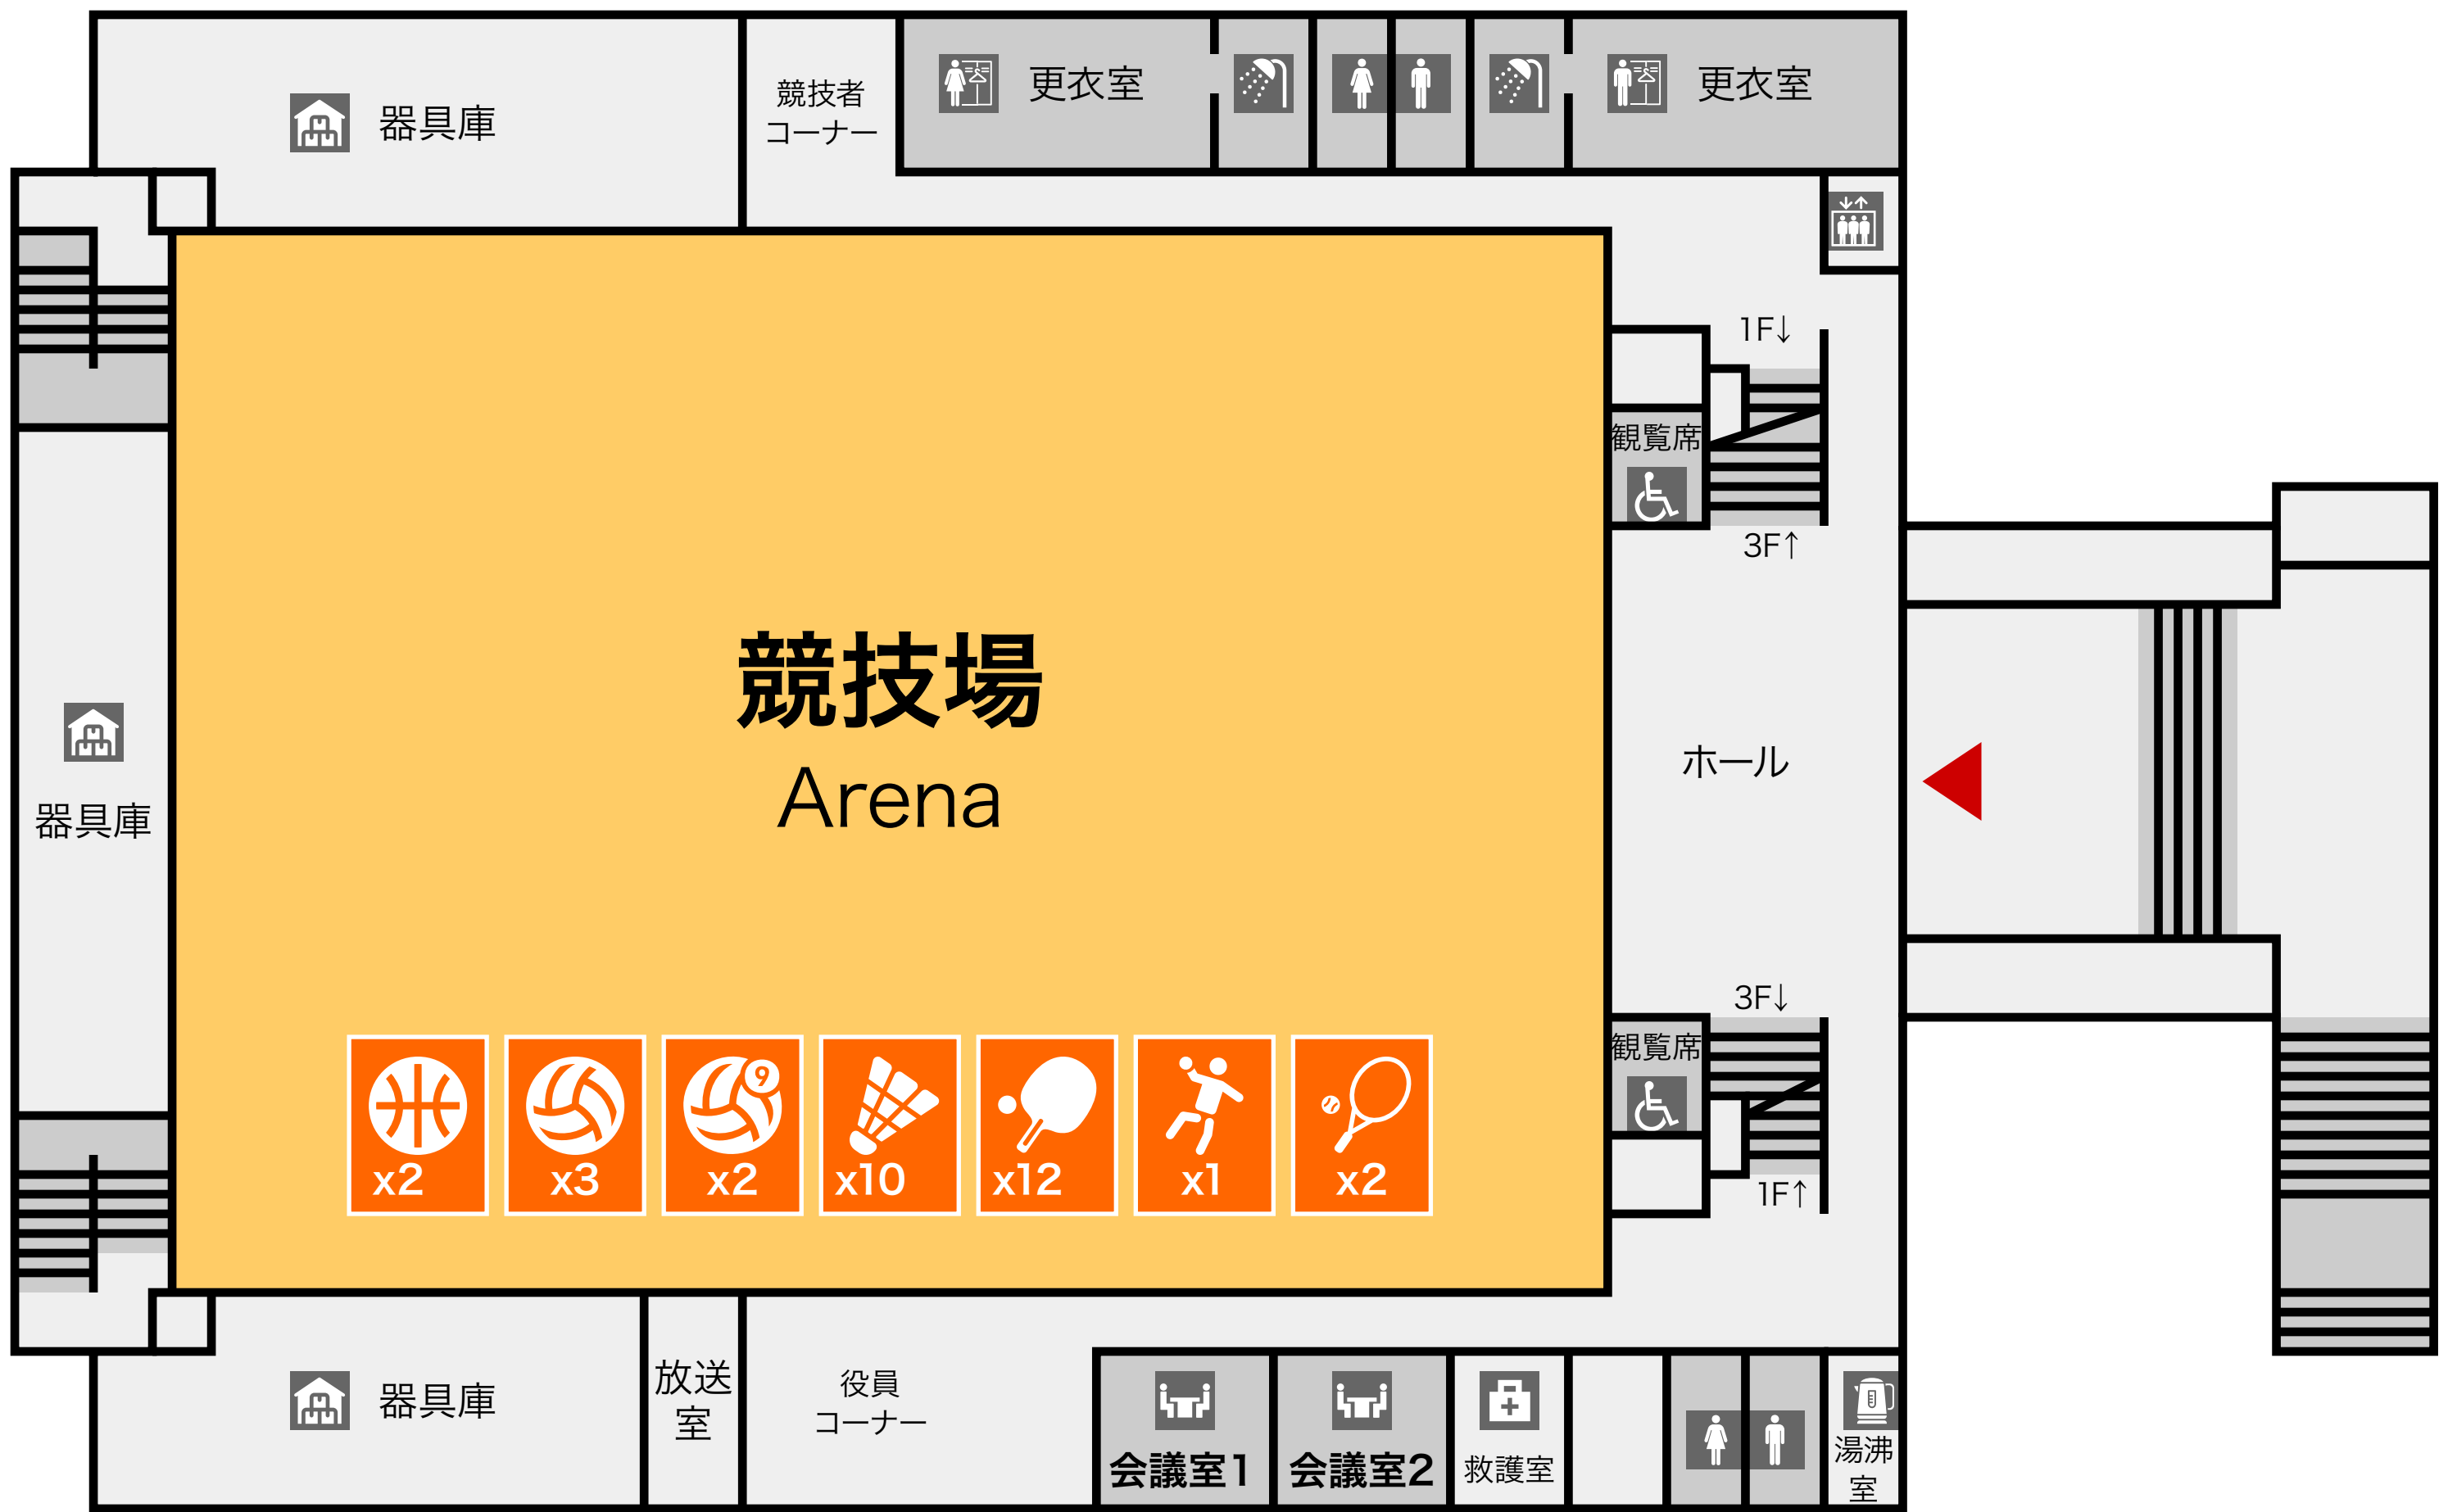 器具庫
競技者
コーナー
更衣室
更衣室
1F↓
観覧席
3F↑
競技場
Arena
ホール
器具庫
3F↓
観覧席
1F↑
9
x2
x3
x2
x10
x12
x1
x2
器具庫
放送
室
役員
コーナー
会議室1
会議室2
救護室
湯沸
室